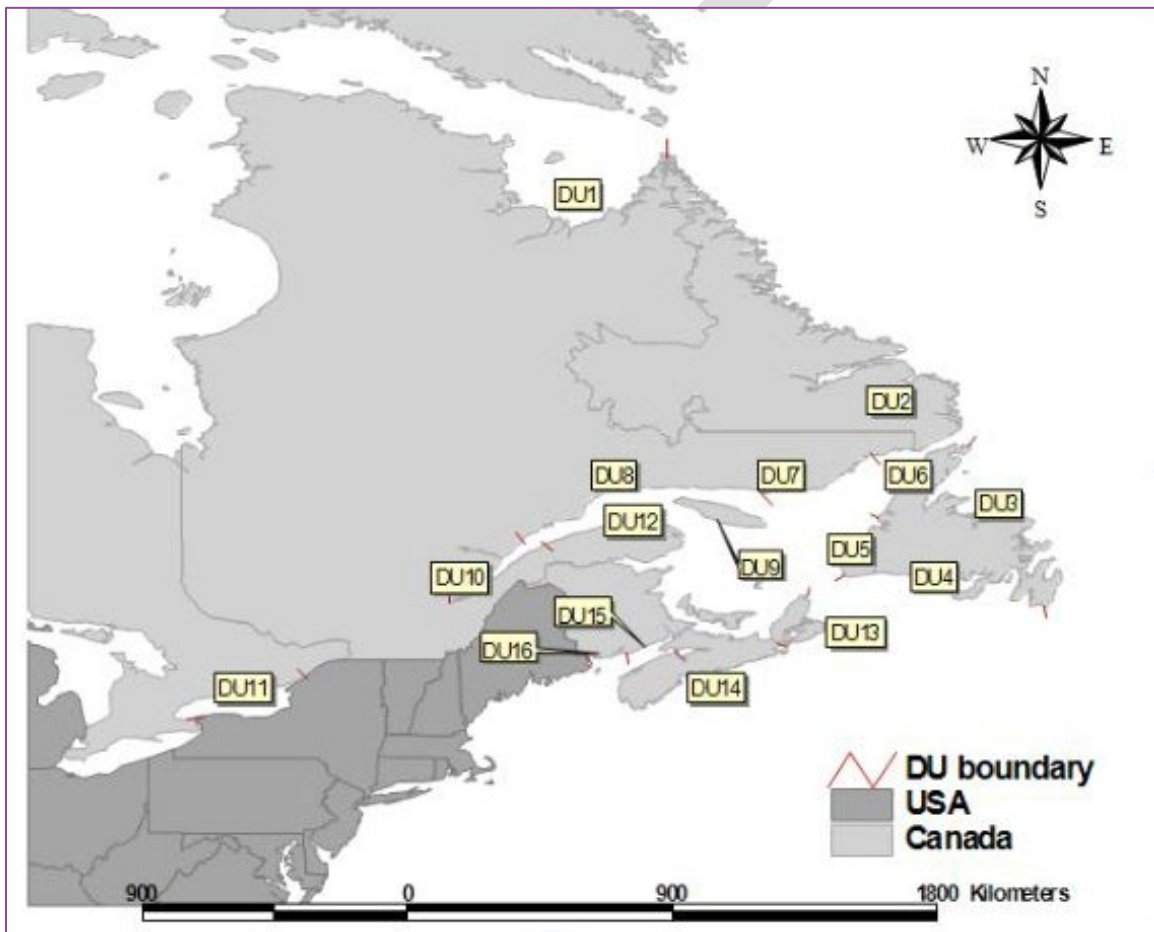 N
W E
S
DU1
DU2
DU8
DU7
DU6
DU3
DU12
DU5
DU9
DU4
DU10
DU15
DU13
DU16
DU14
DU11
DU boundary
USA
Canada
900 0 900 1800 Kilometers